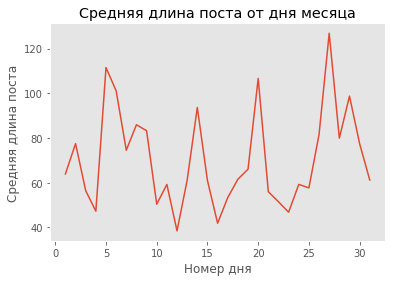 Средняя длина поста от дня месяца
Средняя длина поста
120
100
80
60
40
0 5 10 15 20 25 30
Номер дня